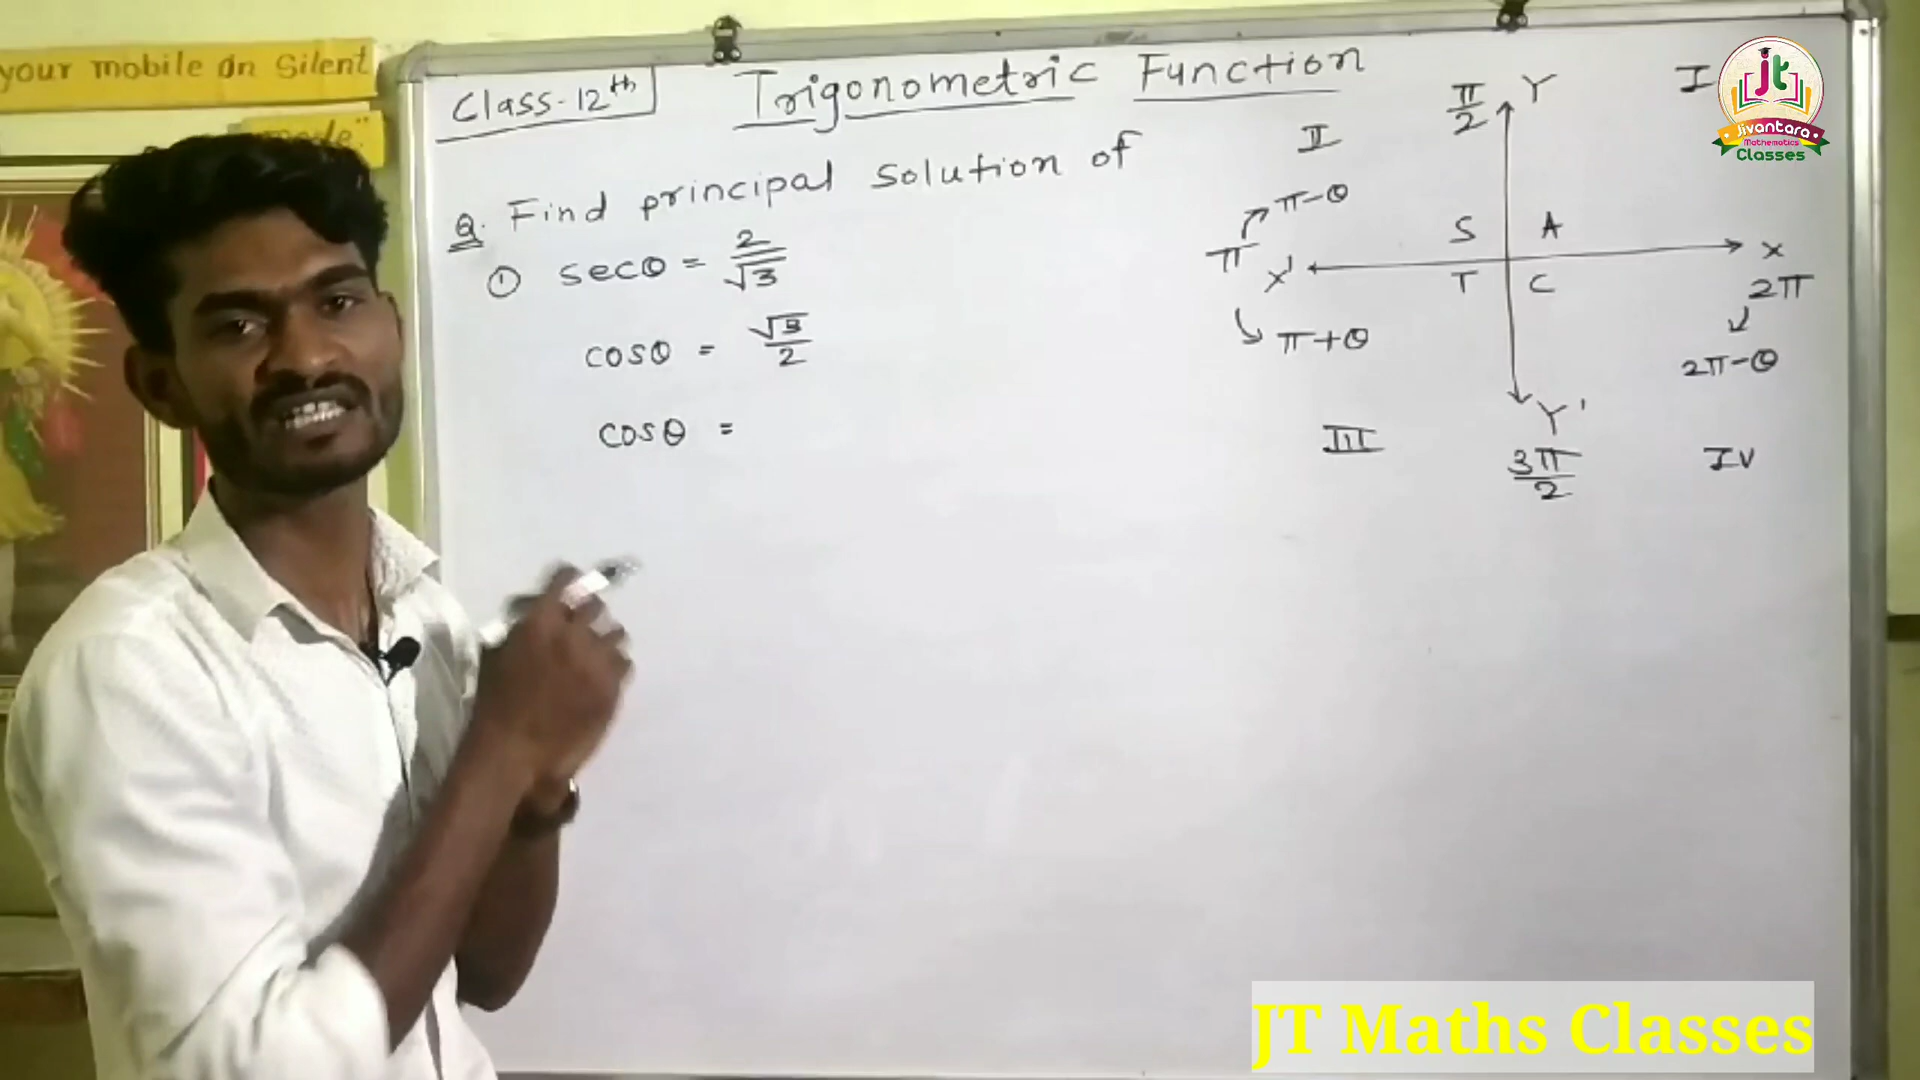 your mobile on Silent
mode"
Class-12th
Trigonometric Function
Q. Find principal solution of
① secθ = 2/√3
cosθ = √3/2
cosθ =
π/2
Y
I
II
π-θ
S
A
π
X'
T
C
X
2π
π+θ
2π-θ
Y'
III
3π/2
IV
jt
Jivantara
Mathematics
Classes
JT Maths Classes